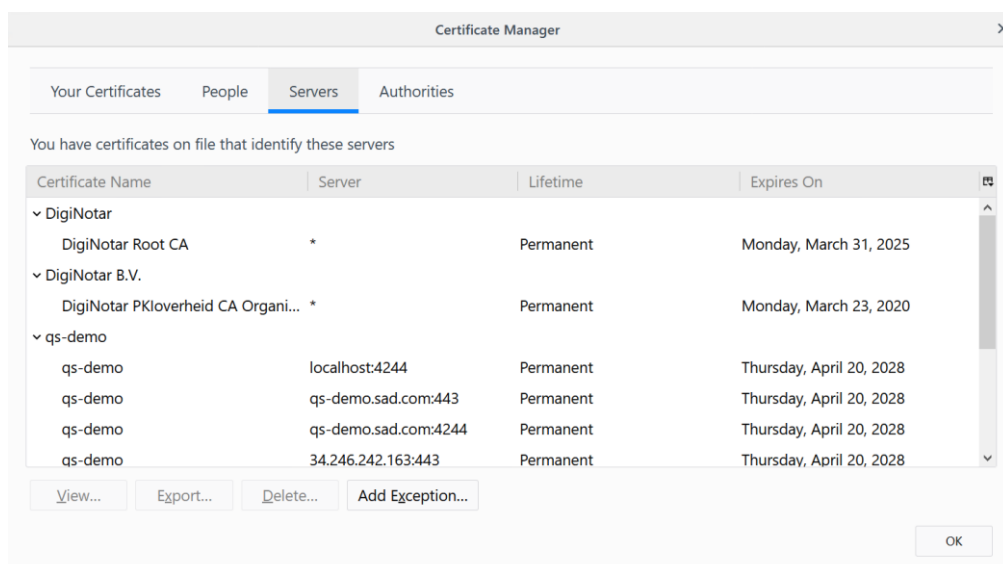 Certificate Manager
Your Certificates People Servers Authorities
You have certificates on file that identify these servers
Certificate Name Server Lifetime Expires On
DigiNotar
DigiNotar Root CA * Permanent Monday, March 31, 2025
DigiNotar B.V.
DigiNotar PKIoverheid CA Organi... * Permanent Monday, March 23, 2020
qs-demo
qs-demo localhost:4244 Permanent Thursday, April 20, 2028
qs-demo qs-demo.sad.com:443 Permanent Thursday, April 20, 2028
qs-demo qs-demo.sad.com:4244 Permanent Thursday, April 20, 2028
qs-demo 34.246.242.163:443 Permanent Thursday, April 20, 2028
View... Export... Delete... Add Exception...
OK